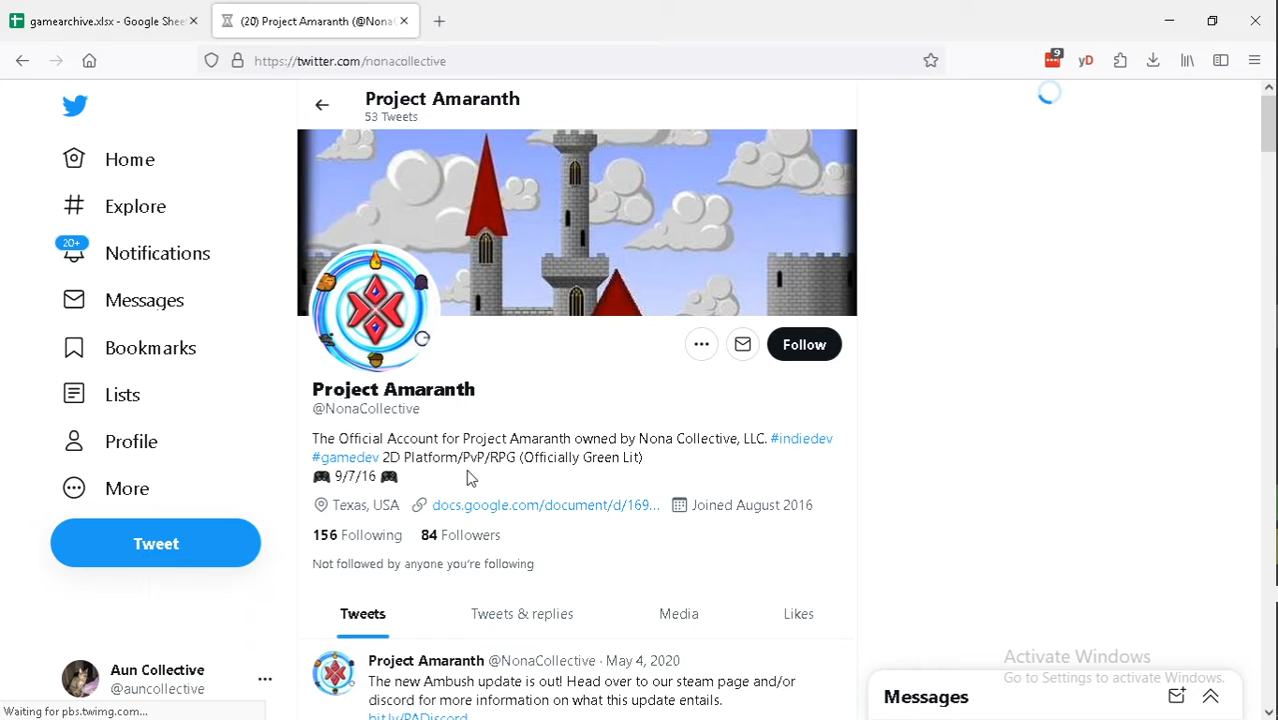 gamearchive.xlsx - Google Shee
(20) Project Amaranth (@Nona
https://twitter.com/nonacollective
9
yD
Project Amaranth
53 Tweets
Home
Explore
20+
Notifications
Messages
Bookmarks
Lists
Profile
More
Tweet
Aun Collective
@auncollective
Follow
Project Amaranth
@NonaCollective
The Official Account for Project Amaranth owned by Nona Collective, LLC. #indiedev
#gamedev 2D Platform/PvP/RPG (Officially Green Lit)
🎮 9/7/16 🎮
Texas, USA docs.google.com/document/d/169... Joined August 2016
156 Following 84 Followers
Not followed by anyone you're following
Tweets Tweets & replies Media Likes
Project Amaranth @NonaCollective · May 4, 2020
The new Ambush update is out! Head over to our steam page and/or
discord for more information on what this update entails.
bit.ly/PADiscord
Activate Windows
Go to Settings to activate Windows.
Messages
Waiting for pbs.twimg.com...